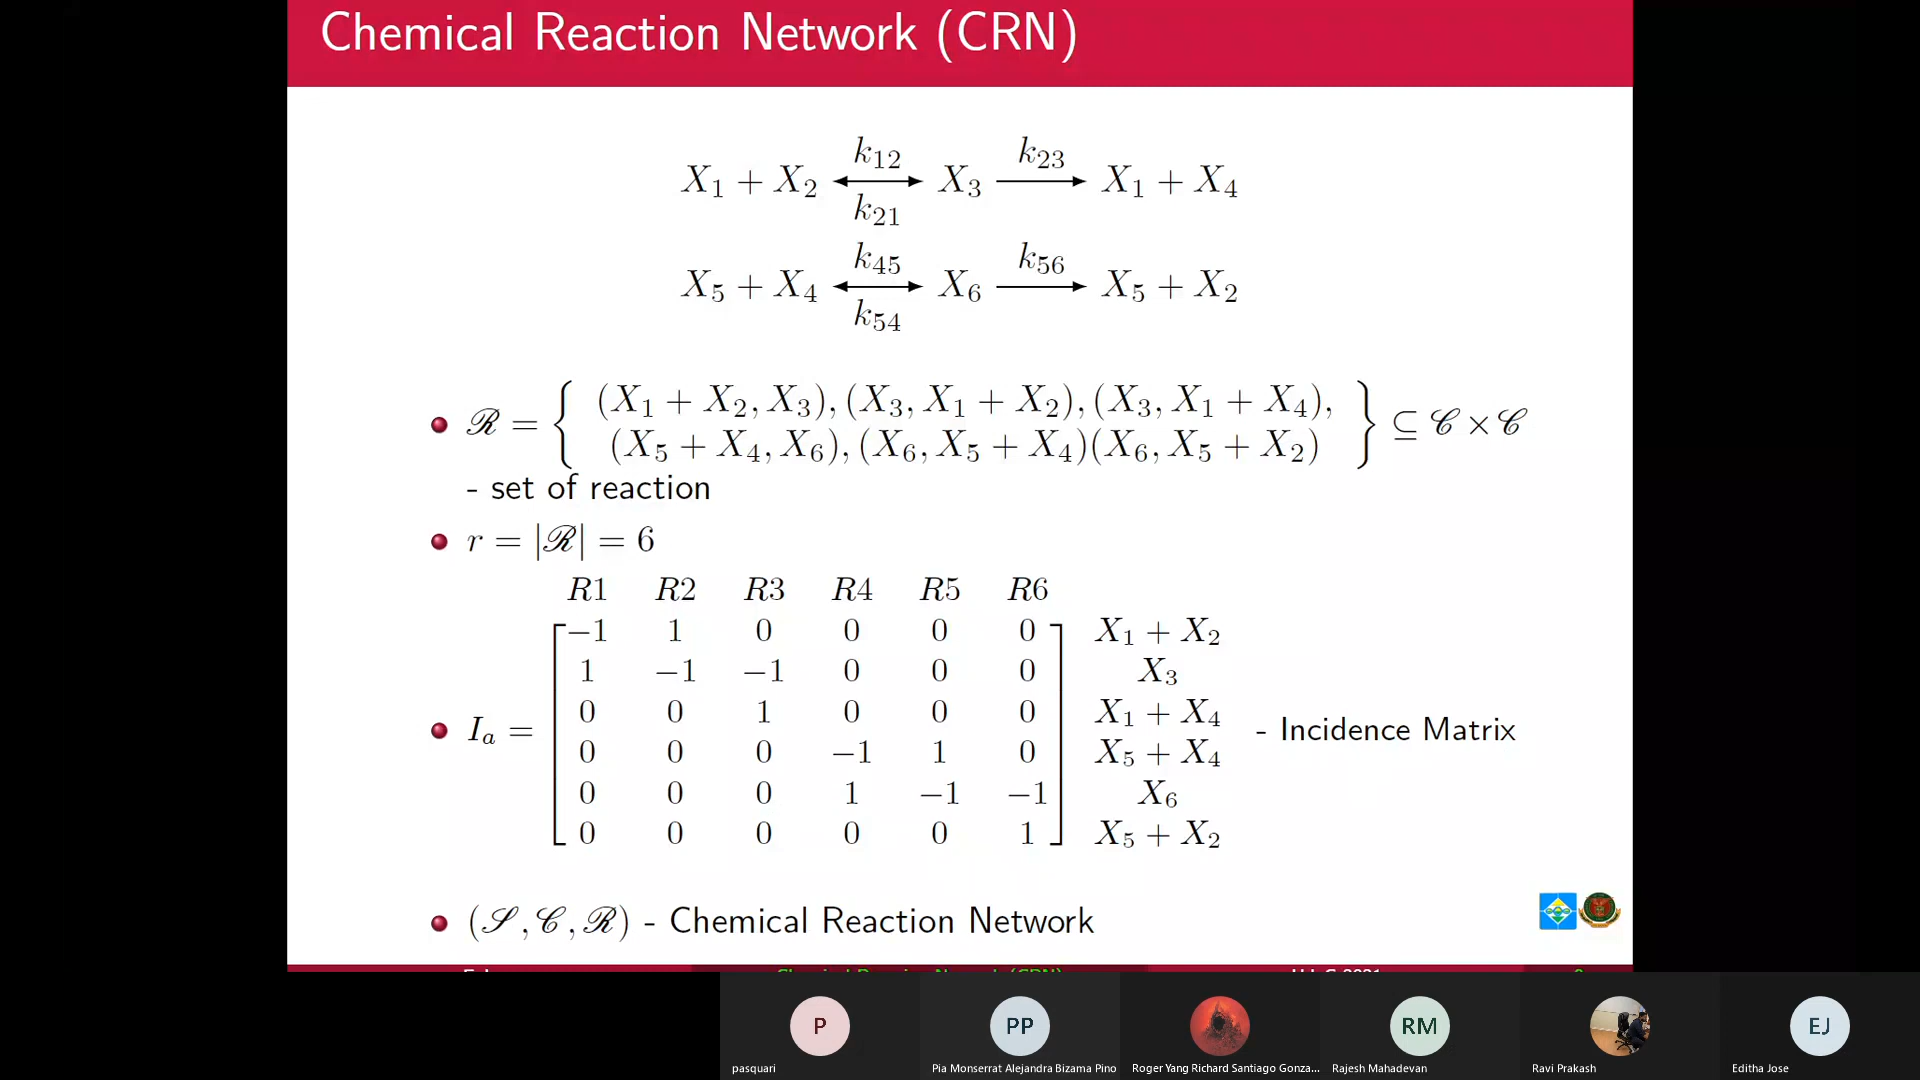 Chemical Reaction Network (CRN)
X₁ + X₂ ⟷ X₃ ⟶ X₁ + X₄
k₁₂ k₂₃
k₂₁
X₅ + X₄ ⟷ X₆ ⟶ X₅ + X₂
k₄₅ k₅₆
k₅₄
ℛ = { (X₁ + X₂, X₃), (X₃, X₁ + X₂), (X₃, X₁ + X₄),
(X₅ + X₄, X₆), (X₆, X₅ + X₄)(X₆, X₅ + X₂) } ⊆ 𝒞 × 𝒞
- set of reaction
r = |ℛ| = 6
R1 R2 R3 R4 R5 R6
−1 1 0 0 0 0 X₁ + X₂
1 −1 −1 0 0 0 X₃
0 0 1 0 0 0 X₁ + X₄
Iₐ = - Incidence Matrix
0 0 0 −1 1 0 X₅ + X₄
0 0 0 1 −1 −1 X₆
0 0 0 0 0 1 X₅ + X₂
(𝒮, 𝒞, ℛ) - Chemical Reaction Network
Chemical Reaction Network (CRN)
P PP RM EJ
pasquari
Pia Monserrat Alejandra Bizama Pino
Roger Yang Richard Santiago Gonza...
Rajesh Mahadevan
Ravi Prakash
Editha Jose